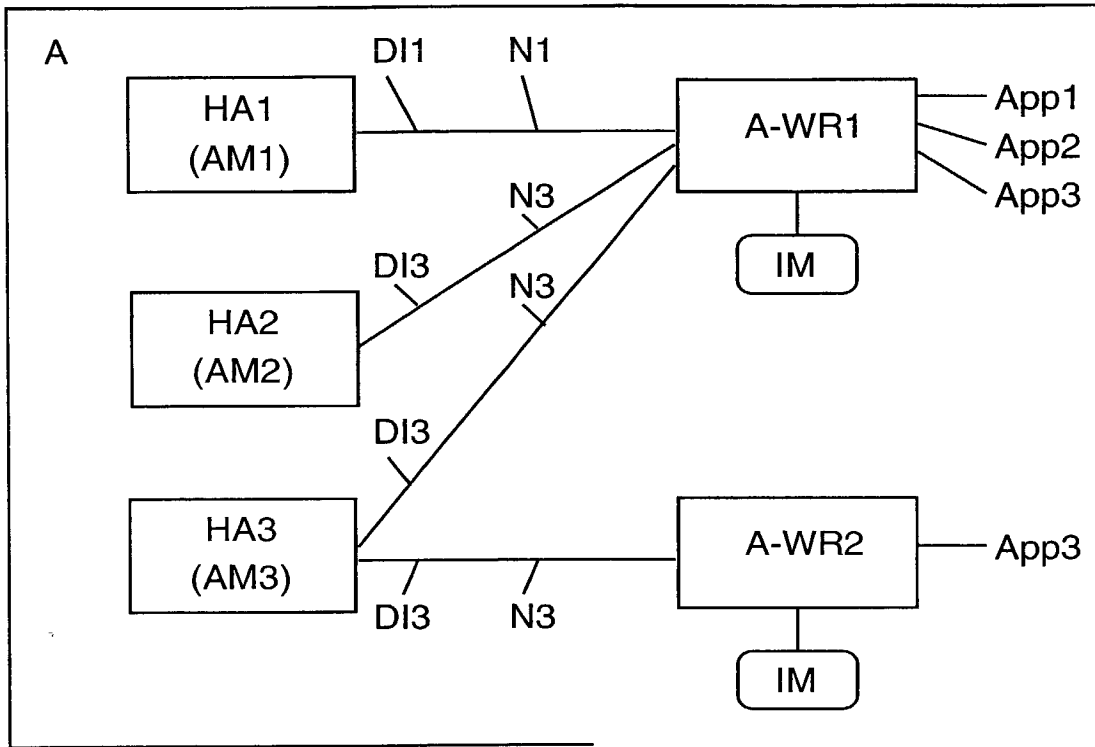 A
DI1
N1
HA1
(AM1)
A-WR1
App1
App2
App3
IM
N3
DI3
N3
HA2
(AM2)
DI3
HA3
(AM3)
A-WR2
App3
DI3
N3
IM